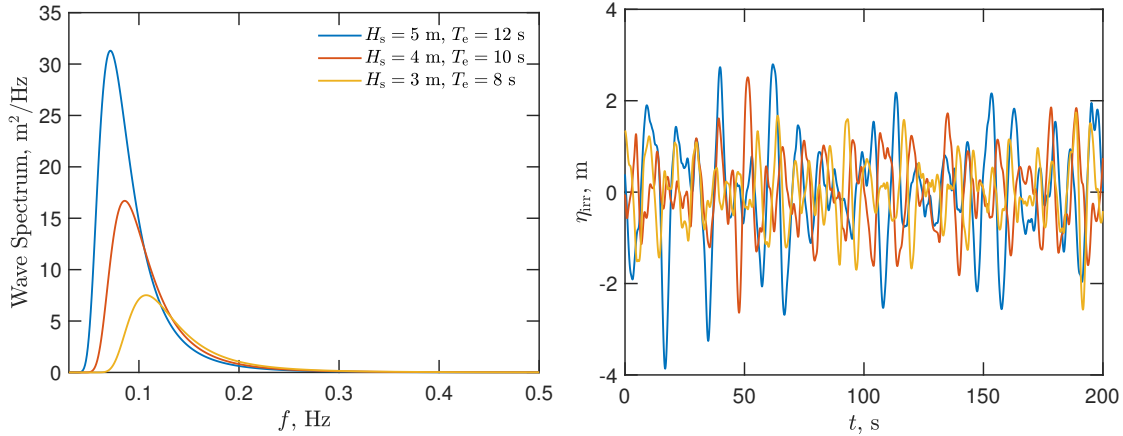 35
30
25
20
15
10
5
0
Wave Spectrum, m²/Hz
0.1 0.2 0.3 0.4 0.5
f, Hz
Hₛ = 5 m, Tₑ = 12 s
Hₛ = 4 m, Tₑ = 10 s
Hₛ = 3 m, Tₑ = 8 s
4
2
0
-2
-4
ηᵢᵣᵣ, m
0 50 100 150 200
t, s